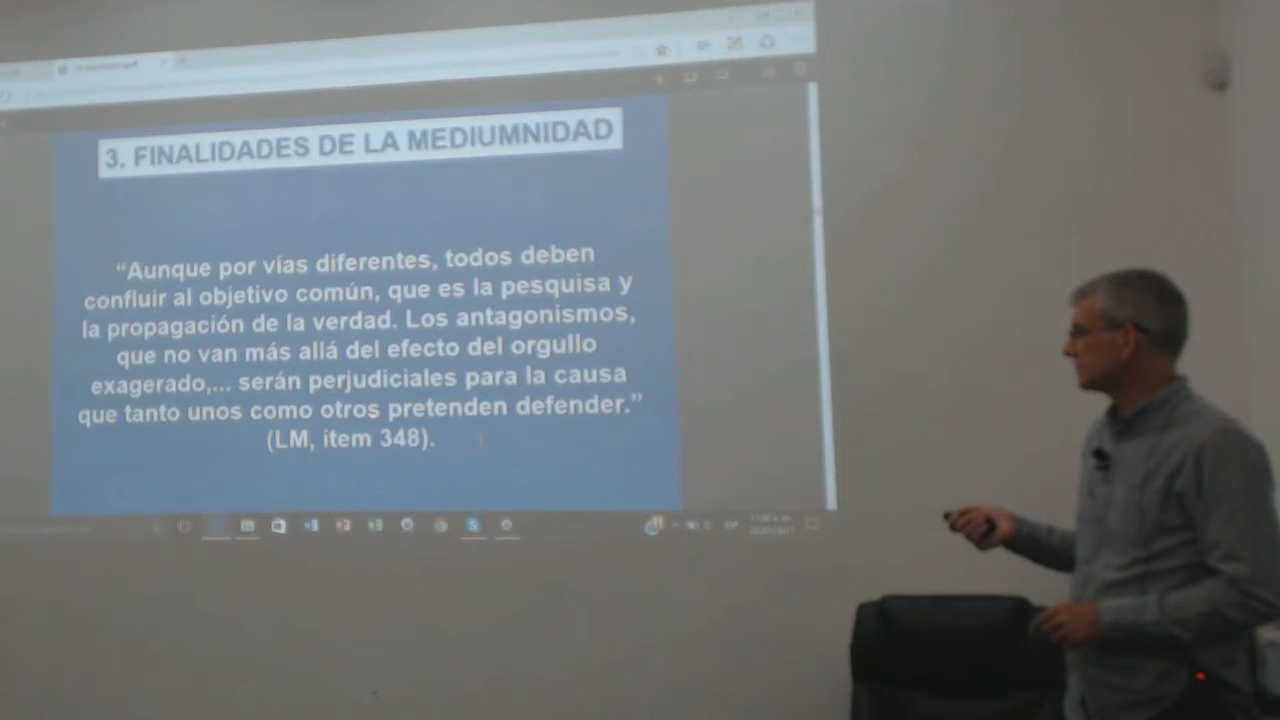 3. FINALIDADES DE LA MEDIUMNIDAD
“Aunque por vías diferentes, todos deben
confluir al objetivo común, que es la pesquisa y
la propagación de la verdad. Los antagonismos,
que no van más allá del efecto del orgullo
exagerado,... serán perjudiciales para la causa
que tanto unos como otros pretenden defender.”
(LM, ítem 348).